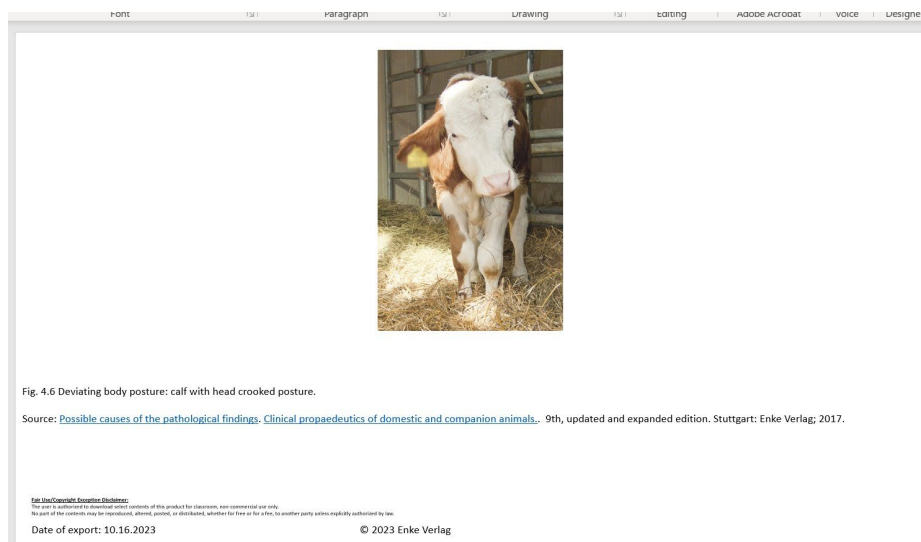 Font Paragraph Drawing Editing Adobe Acrobat Voice Designe
Fig. 4.6 Deviating body posture: calf with head crooked posture.
Source: Possible causes of the pathological findings. Clinical propaedeutics of domestic and companion animals.. 9th, updated and expanded edition. Stuttgart: Enke Verlag; 2017.
Fair Use/Copyright Exception Disclaimer:
The user is authorized to download select contents of this product for classroom, non-commercial use only.
No part of the contents may be reproduced, altered, posted, or distributed, whether for free or for a fee, to another party unless explicitly authorized by law.
Date of export: 10.16.2023 © 2023 Enke Verlag